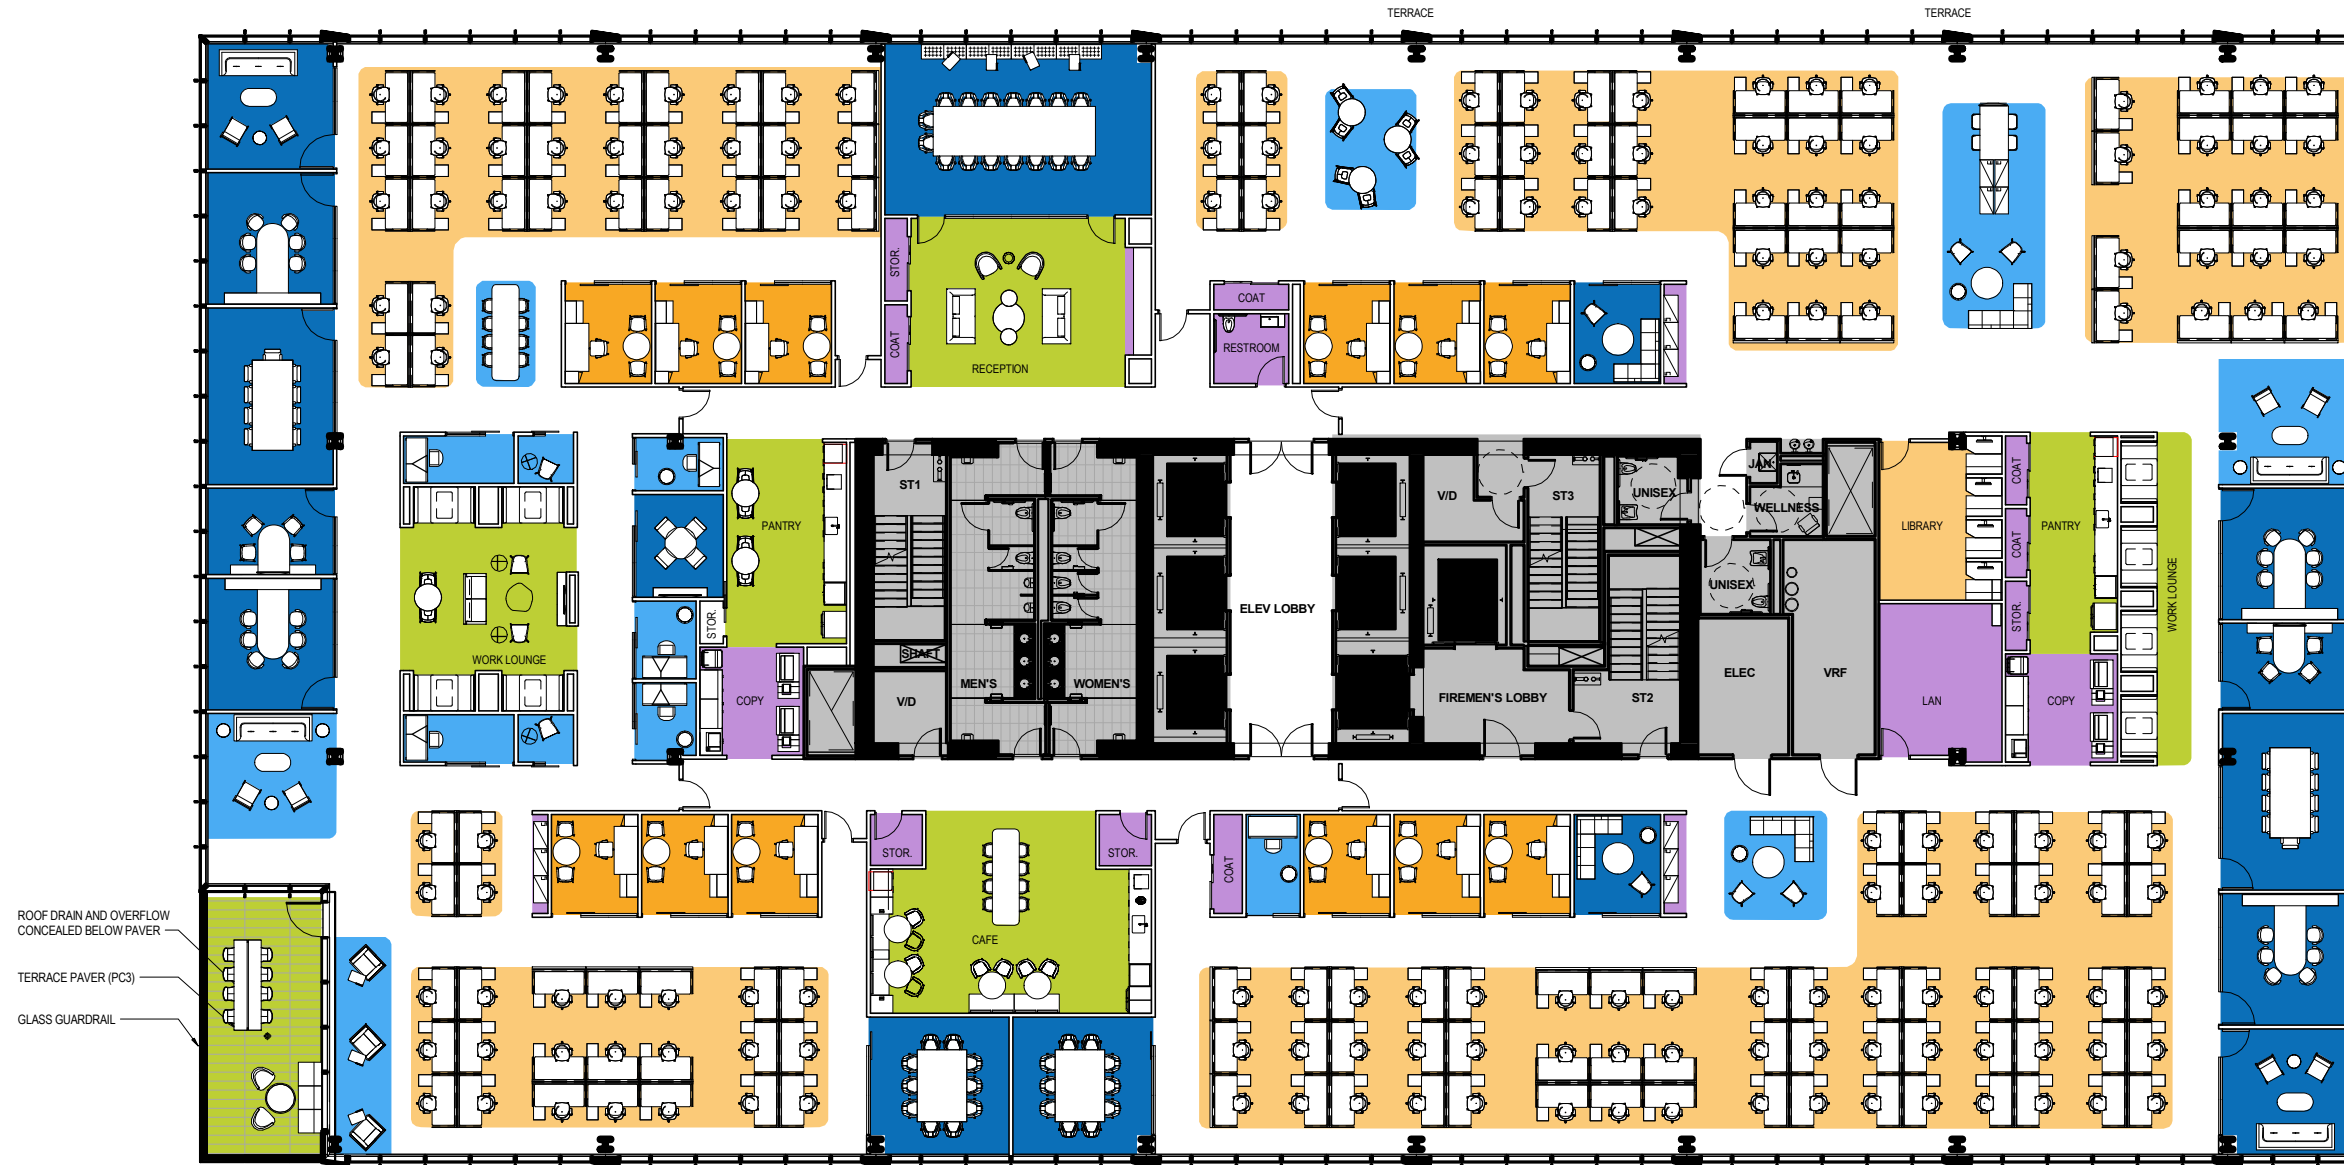 TERRACE
TERRACE
STOR.
COAT
RECEPTION
COAT
RESTROOM
ST1
PANTRY
STOR.
WORK LOUNGE
COPY
SHAFT
V/D
MEN'S
WOMEN'S
ELEV LOBBY
V/D
ST3
UNISEX
JAN.
WELLNESS
UNISEX
FIREMEN'S LOBBY
ST2
ELEC
VRF
LIBRARY
COAT
COAT
STOR.
PANTRY
WORK LOUNGE
LAN
COPY
STOR.
STOR.
COAT
CAFE
ROOF DRAIN AND OVERFLOW
CONCEALED BELOW PAVER
TERRACE PAVER (PC3)
GLASS GUARDRAIL